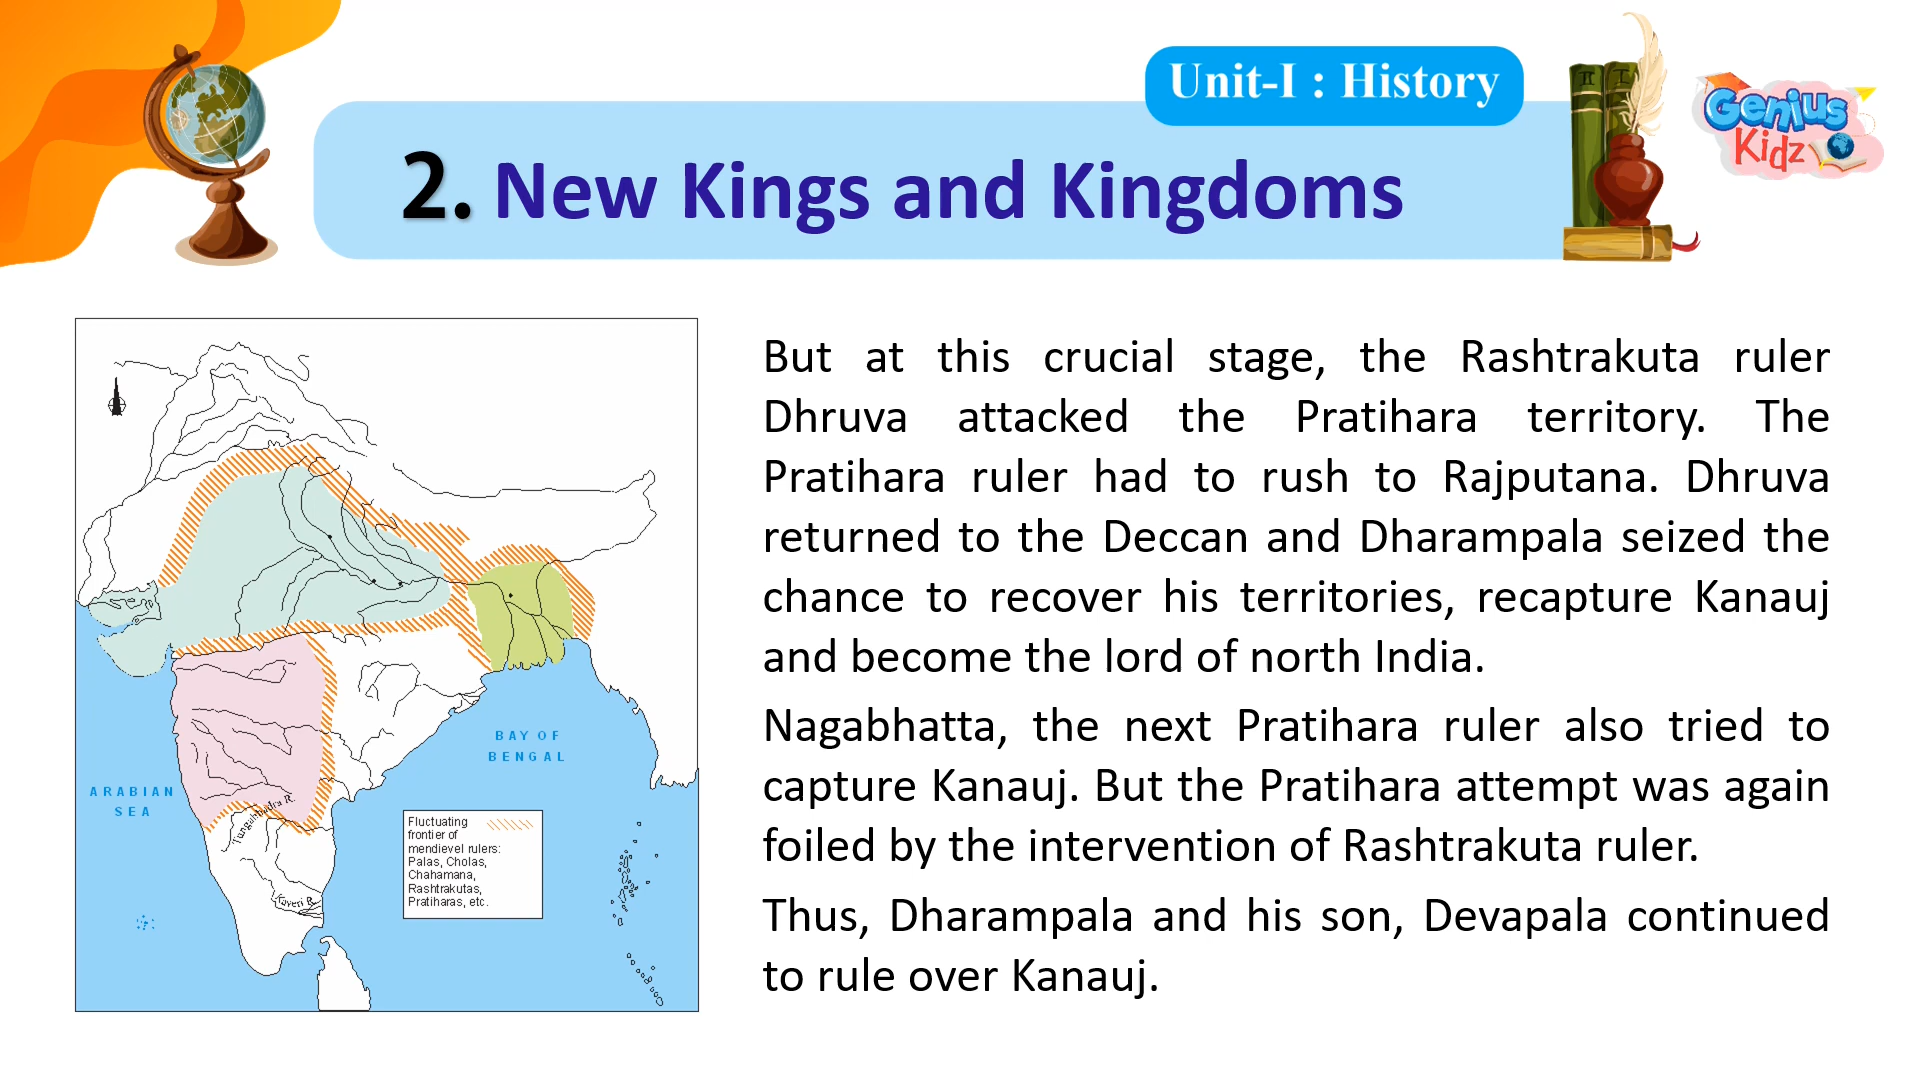 Unit-I : History
Genius
Kidz
2. New Kings and Kingdoms
But at this crucial stage, the Rashtrakuta ruler
Dhruva attacked the Pratihara territory. The
Pratihara ruler had to rush to Rajputana. Dhruva
returned to the Deccan and Dharampala seized the
chance to recover his territories, recapture Kanauj
and become the lord of north India.
Nagabhatta, the next Pratihara ruler also tried to
capture Kanauj. But the Pratihara attempt was again
foiled by the intervention of Rashtrakuta ruler.
Thus, Dharampala and his son, Devapala continued
to rule over Kanauj.
BAY OF
BENGAL
ARABIAN
SEA
Tungabhadra R.
Fluctuating
frontier of
mendievel rulers:
Palas, Cholas,
Chahamana,
Rashtrakutas,
Pratiharas, etc.